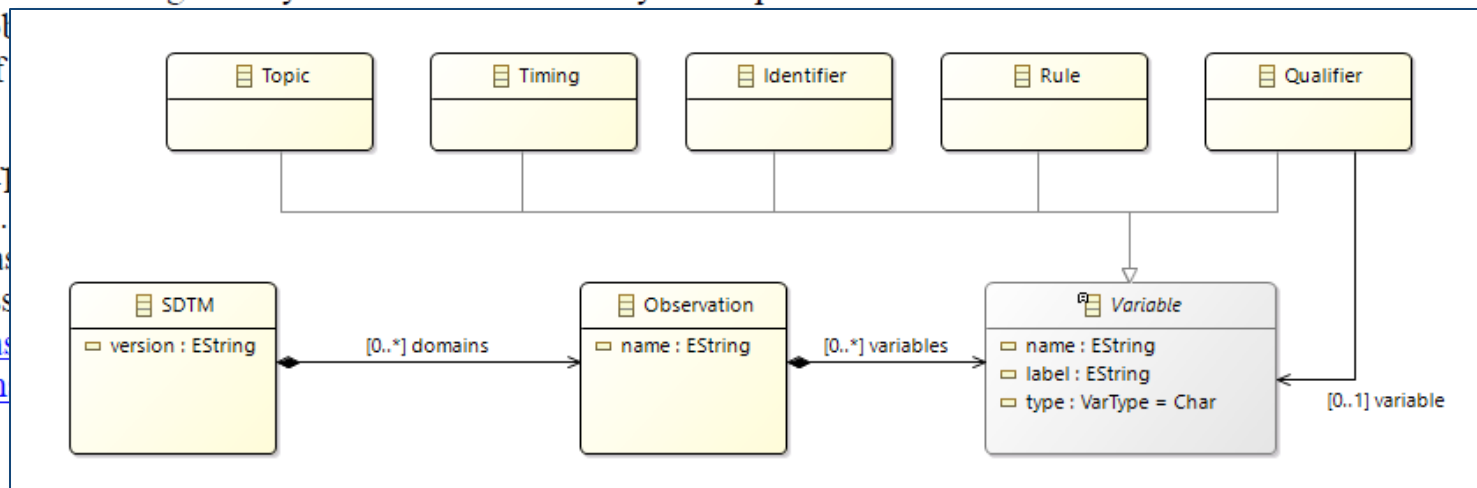 Topic
Timing
Identifier
Rule
Qualifier
SDTM
version : EString
[0..*] domains
Observation
name : EString
[0..*] variables
Variable
name : EString
label : EString
type : VarType = Char
[0..1] variable